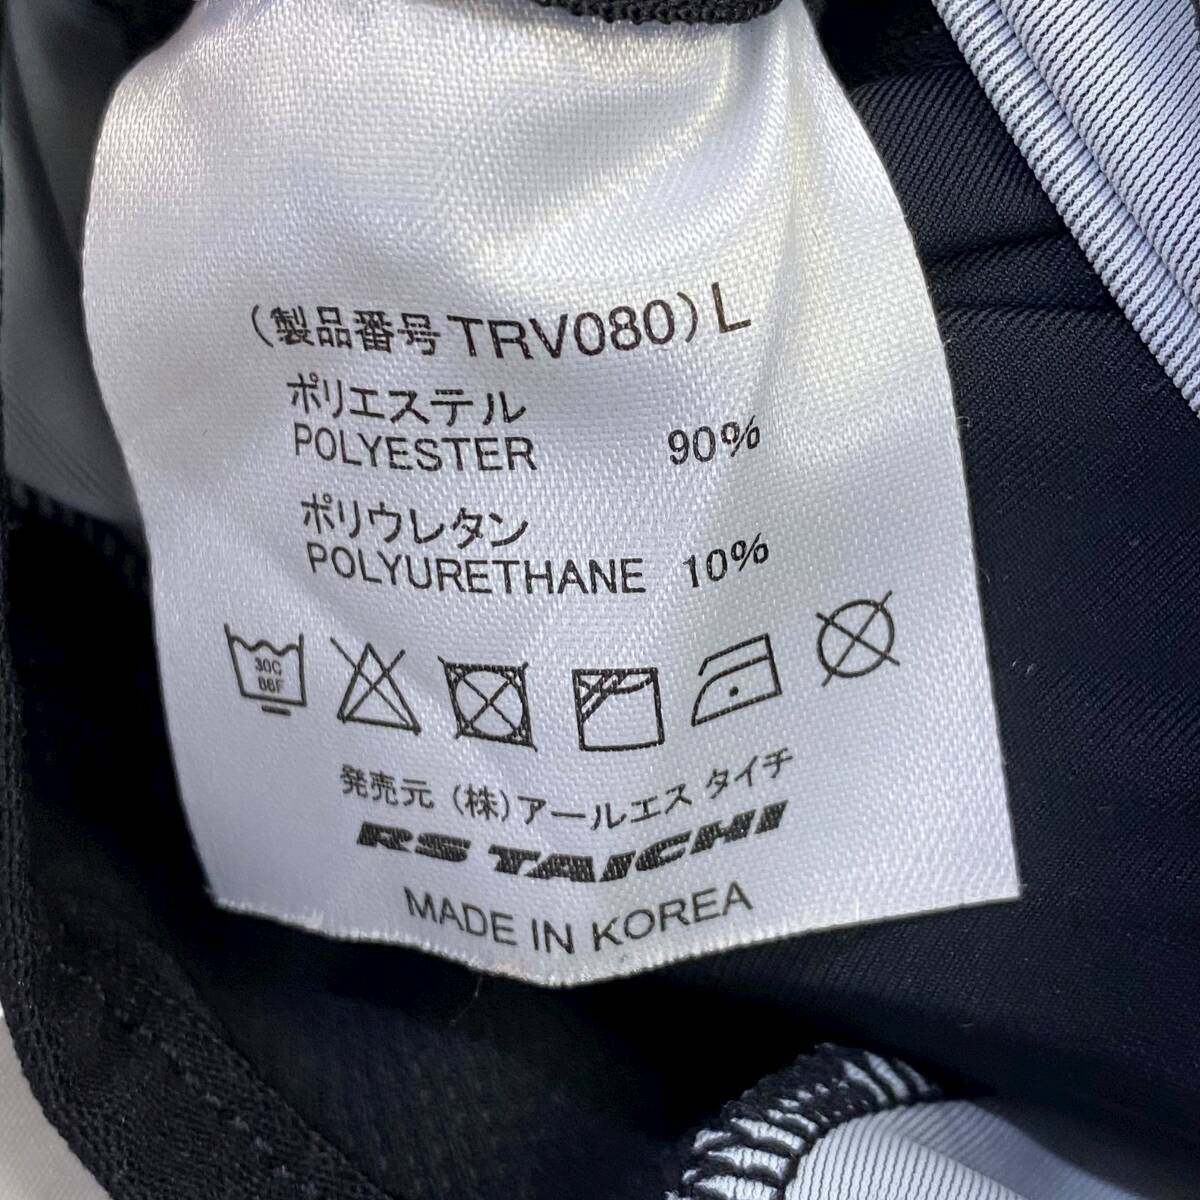 (製品番号TRV080)L
ポリエステル
POLYESTER 90%
ポリウレタン
POLYURETHANE 10%
30C
86F
発売元 (株)アールエス タイチ
RS TAICHI
MADE IN KOREA